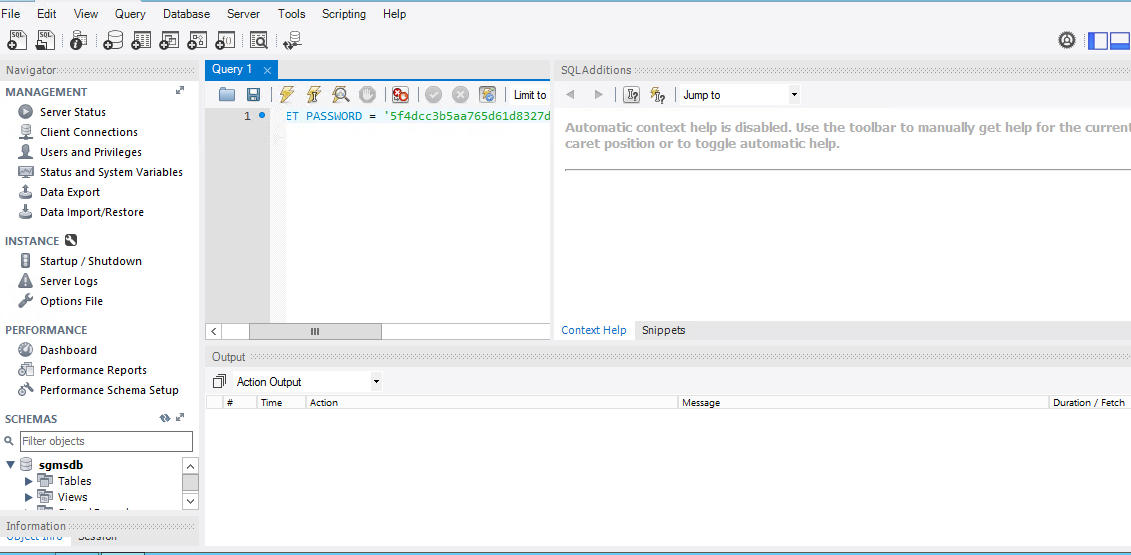 File Edit View Query Database Server Tools Scripting Help
Navigator
MANAGEMENT
Server Status
Client Connections
Users and Privileges
Status and System Variables
Data Export
Data Import/Restore
INSTANCE
Startup / Shutdown
Server Logs
Options File
PERFORMANCE
Dashboard
Performance Reports
Performance Schema Setup
SCHEMAS
Filter objects
sgmsdb
Tables
Views
Information
Object Info Session
Query 1
Limit to
1 ET PASSWORD = '5f4dcc3b5aa765d61d8327d
SQLAdditions
Jump to
Automatic context help is disabled. Use the toolbar to manually get help for the current
caret position or to toggle automatic help.
Context Help Snippets
Output
Action Output
# Time Action Message Duration / Fetch